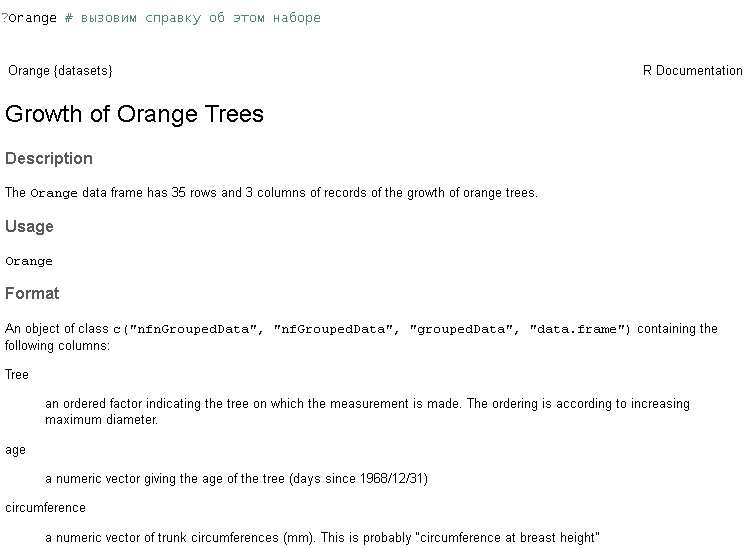 ?Orange # вызовим справку об этом наборе
Orange {datasets}
R Documentation
Growth of Orange Trees
Description
The Orange data frame has 35 rows and 3 columns of records of the growth of orange trees.
Usage
Orange
Format
An object of class c("nfnGroupedData", "nfGroupedData", "groupedData", "data.frame") containing the
following columns:
Tree
an ordered factor indicating the tree on which the measurement is made. The ordering is according to increasing
maximum diameter.
age
a numeric vector giving the age of the tree (days since 1968/12/31)
circumference
a numeric vector of trunk circumferences (mm). This is probably "circumference at breast height"